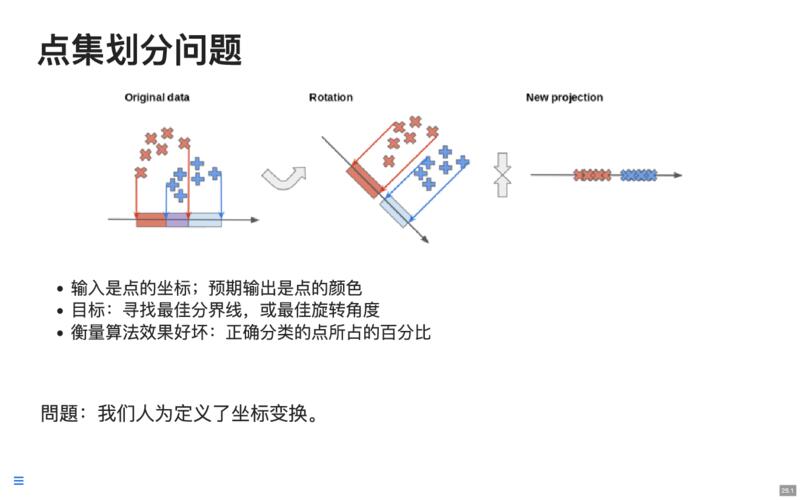 点集划分问题
Original data
Rotation
New projection
输入是点的坐标；预期输出是点的颜色
目标：寻找最佳分界线，或最佳旋转角度
衡量算法效果好坏：正确分类的点所占的百分比
問題：我们人为定义了坐标变换。
25.1